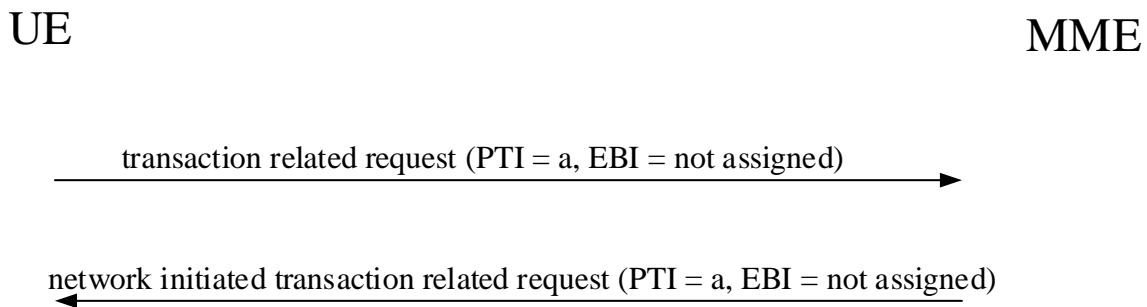 UE
MME
transaction related request (PTI = a, EBI = not assigned)
network initiated transaction related request (PTI = a, EBI = not assigned)